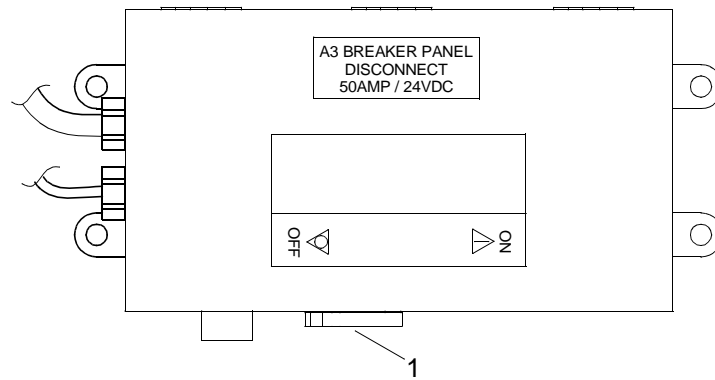 A3 BREAKER PANEL
DISCONNECT
50AMP / 24VDC
OFF
ON
1